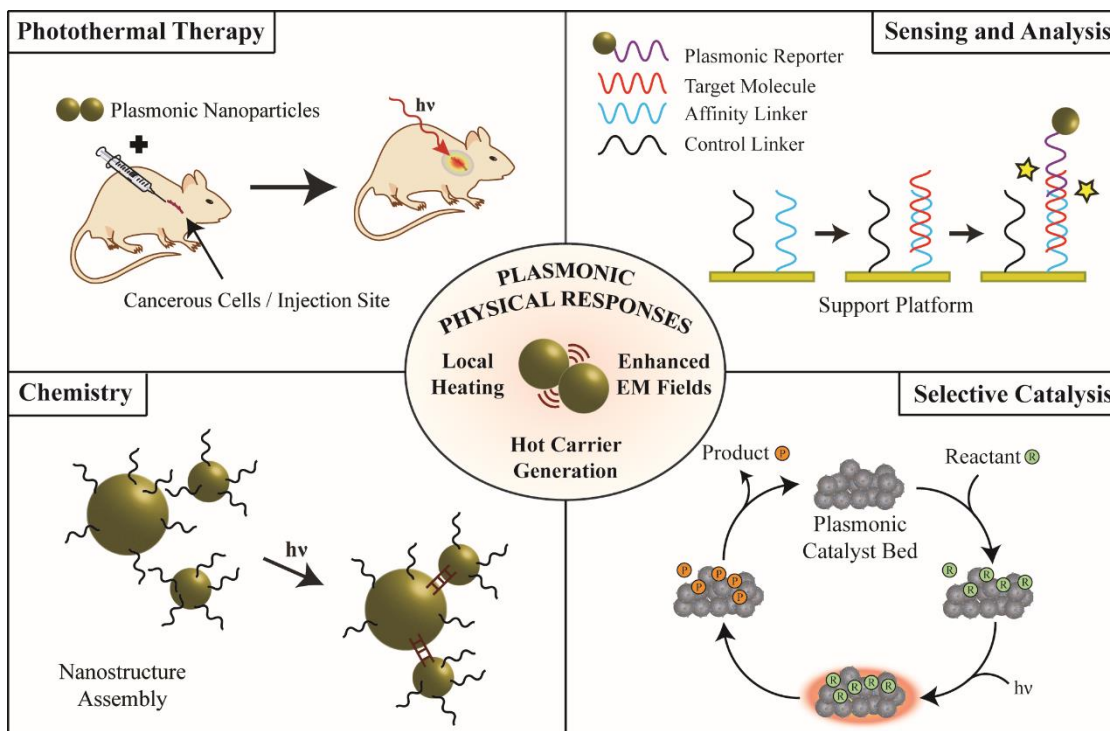 Photothermal Therapy
Plasmonic Nanoparticles
hν
Cancerous Cells / Injection Site
Sensing and Analysis
Plasmonic Reporter
Target Molecule
Affinity Linker
Control Linker
Support Platform
PLASMONIC
PHYSICAL RESPONSES
Local
Heating
Enhanced
EM Fields
Hot Carrier
Generation
Chemistry
hν
Nanostructure
Assembly
Selective Catalysis
Product P
Reactant R
Plasmonic
Catalyst Bed
P P P P P P
R R R R R
R R R R R R
hν